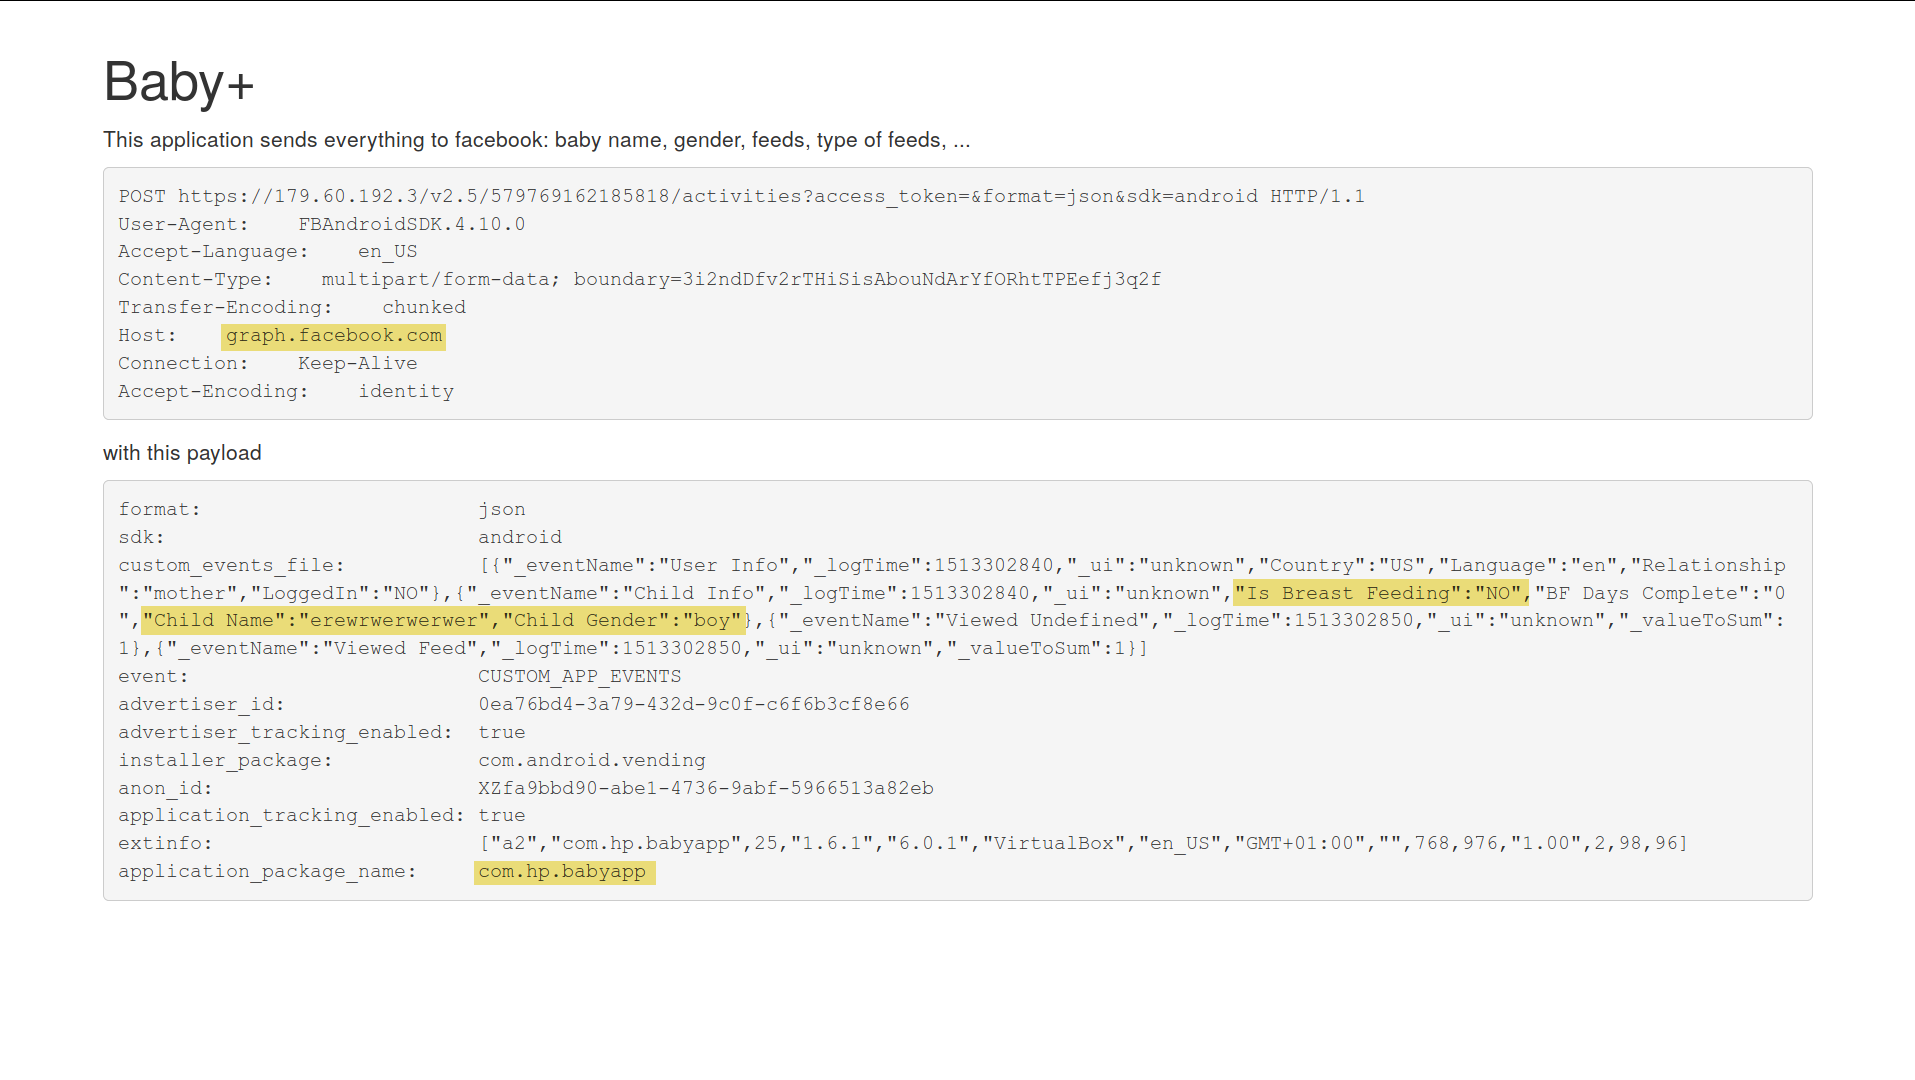 Baby+
This application sends everything to facebook: baby name, gender, feeds, type of feeds, ...
POST https://179.60.192.3/v2.5/579769162185818/activities?access_token=&format=json&sdk=android HTTP/1.1
User-Agent:    FBAndroidSDK.4.10.0
Accept-Language:    en_US
Content-Type:    multipart/form-data; boundary=3i2ndDfv2rTHiSisAbouNdArYfORhtTPEefj3q2f
Transfer-Encoding:    chunked
Host:    graph.facebook.com
Connection:    Keep-Alive
Accept-Encoding:    identity
with this payload
format:                       json
sdk:                          android
custom_events_file:           [{"_eventName":"User Info","_logTime":1513302840,"_ui":"unknown","Country":"US","Language":"en","Relationship
":"mother","LoggedIn":"NO"},{"_eventName":"Child Info","_logTime":1513302840,"_ui":"unknown","Is Breast Feeding":"NO","BF Days Complete":"0
","Child Name":"erewrwerwerwer","Child Gender":"boy"},{"_eventName":"Viewed Undefined","_logTime":1513302850,"_ui":"unknown","_valueToSum":
1},{"_eventName":"Viewed Feed","_logTime":1513302850,"_ui":"unknown","_valueToSum":1}]
event:                        CUSTOM_APP_EVENTS
advertiser_id:                0ea76bd4-3a79-432d-9c0f-c6f6b3cf8e66
advertiser_tracking_enabled:  true
installer_package:            com.android.vending
anon_id:                      XZfa9bbd90-abe1-4736-9abf-5966513a82eb
application_tracking_enabled: true
extinfo:                      ["a2","com.hp.babyapp",25,"1.6.1","6.0.1","VirtualBox","en_US","GMT+01:00","",768,976,"1.00",2,98,96]
application_package_name:     com.hp.babyapp